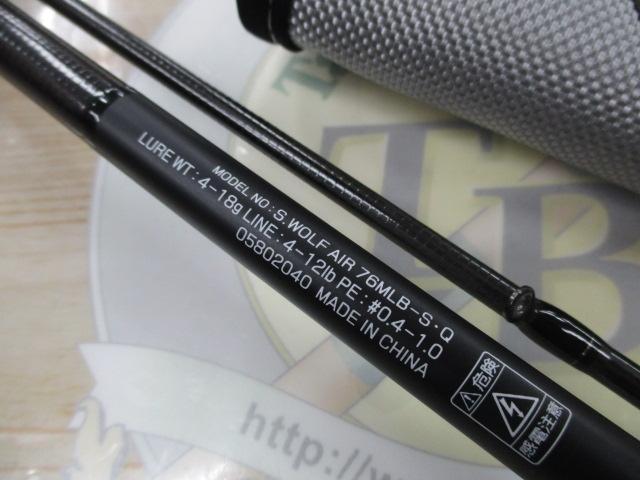 MODEL NO : S.WOLF AIR 76MLB-S・Q
LURE WT : 4-18g LINE : 4-12lb PE : #0.4-1.0
05802040 MADE IN CHINA
危険
感電注意
TB
http://w